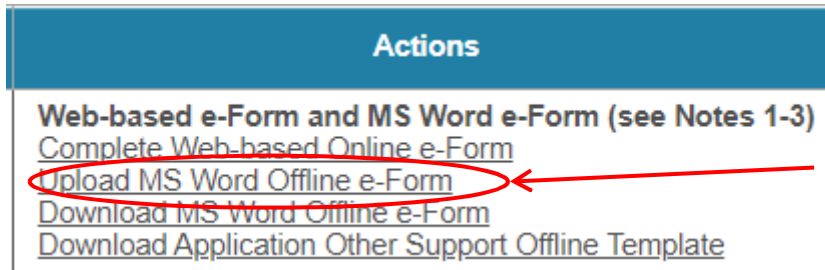 Actions
Web-based e-Form and MS Word e-Form (see Notes 1-3)
Complete Web-based Online e-Form
Upload MS Word Offline e-Form
Download MS Word Offline e-Form
Download Application Other Support Offline Template